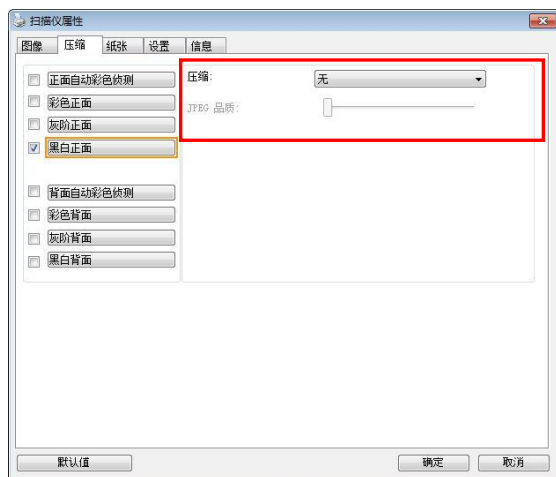 扫描仪属性
图像 压缩 纸张 设置 信息
正面自动彩色侦测
彩色正面
灰阶正面
黑白正面
背面自动彩色侦测
彩色背面
灰阶背面
黑白背面
压缩: 无
JPEG 品质:
默认值 确定 取消